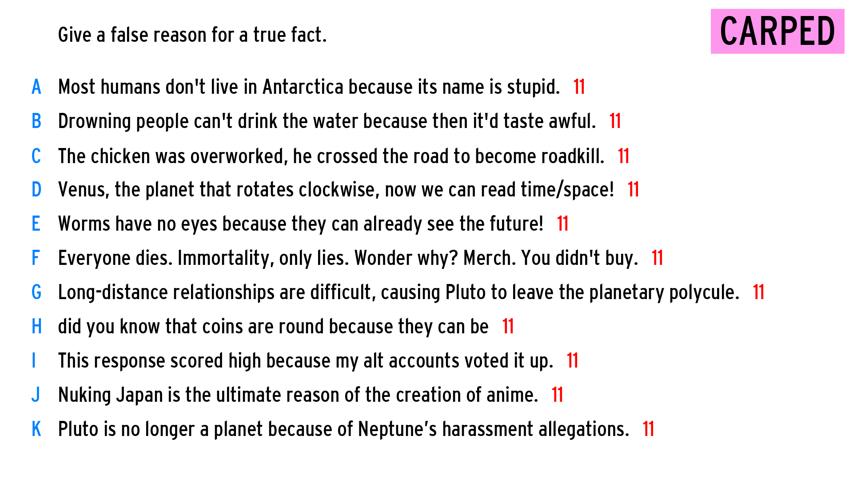 Give a false reason for a true fact.
CARPED
A Most humans don't live in Antarctica because its name is stupid. 11
B Drowning people can't drink the water because then it'd taste awful. 11
C The chicken was overworked, he crossed the road to become roadkill. 11
D Venus, the planet that rotates clockwise, now we can read time/space! 11
E Worms have no eyes because they can already see the future! 11
F Everyone dies. Immortality, only lies. Wonder why? Merch. You didn't buy. 11
G Long-distance relationships are difficult, causing Pluto to leave the planetary polycule. 11
H did you know that coins are round because they can be 11
I This response scored high because my alt accounts voted it up. 11
J Nuking Japan is the ultimate reason of the creation of anime. 11
K Pluto is no longer a planet because of Neptune’s harassment allegations. 11